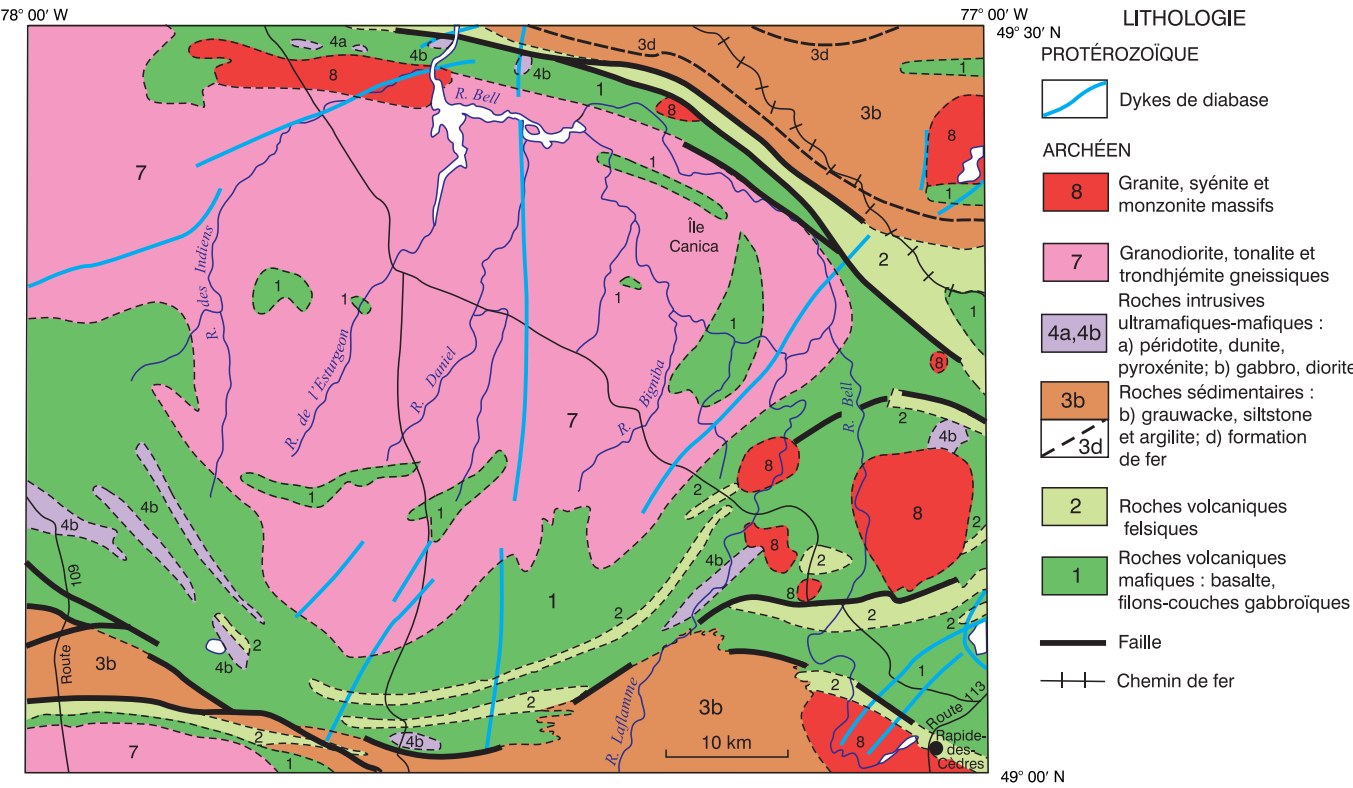 78° 00′ W
77° 00′ W
49° 30′ N
4a
4b
3d
3d
1
8
4b
1
R. Bell
8
3b
8
7
1
1
Île
Canica
2
R. des Indiens
1
1
1
1
1
8
R. de l'Esturgeon
R. Daniel
7
R. Bigniba
R. Bell
2
4b
8
1
1
2
8
2
4b
4b
4b
8
2
8
2
2
109
Route
1
2
4b
2
4b
3b
1
2
2
3b
R. Laflamme
10 km
8
Route 113
Rapide-
des-
Cèdres
2
7
1
4b
49° 00′ N
LITHOLOGIE
PROTÉROZOÏQUE
Dykes de diabase
ARCHÉEN
8
Granite, syénite et
monzonite massifs
7
Granodiorite, tonalite et
trondhjémite gneissiques
4a,4b
Roches intrusives
ultramafiques-mafiques :
a) péridotite, dunite,
pyroxénite; b) gabbro, diorite
3b
3d
Roches sédimentaires :
b) grauwacke, siltstone
et argilite; d) formation
de fer
2
Roches volcaniques
felsiques
1
Roches volcaniques
mafiques : basalte,
filons-couches gabbroïques
Faille
Chemin de fer